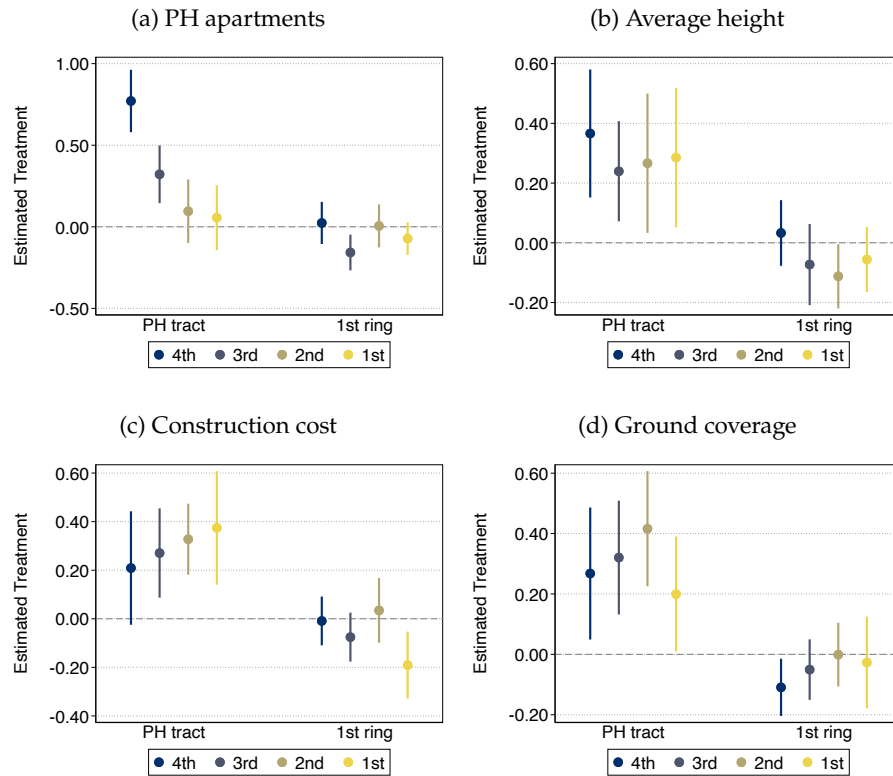 (a) PH apartments
1.00
0.50
0.00
-0.50
Estimated Treatment
PH tract 1st ring
4th 3rd 2nd 1st
(b) Average height
0.60
0.40
0.20
0.00
-0.20
Estimated Treatment
PH tract 1st ring
4th 3rd 2nd 1st
(c) Construction cost
0.60
0.40
0.20
0.00
-0.20
-0.40
Estimated Treatment
PH tract 1st ring
4th 3rd 2nd 1st
(d) Ground coverage
0.60
0.40
0.20
0.00
-0.20
Estimated Treatment
PH tract 1st ring
4th 3rd 2nd 1st